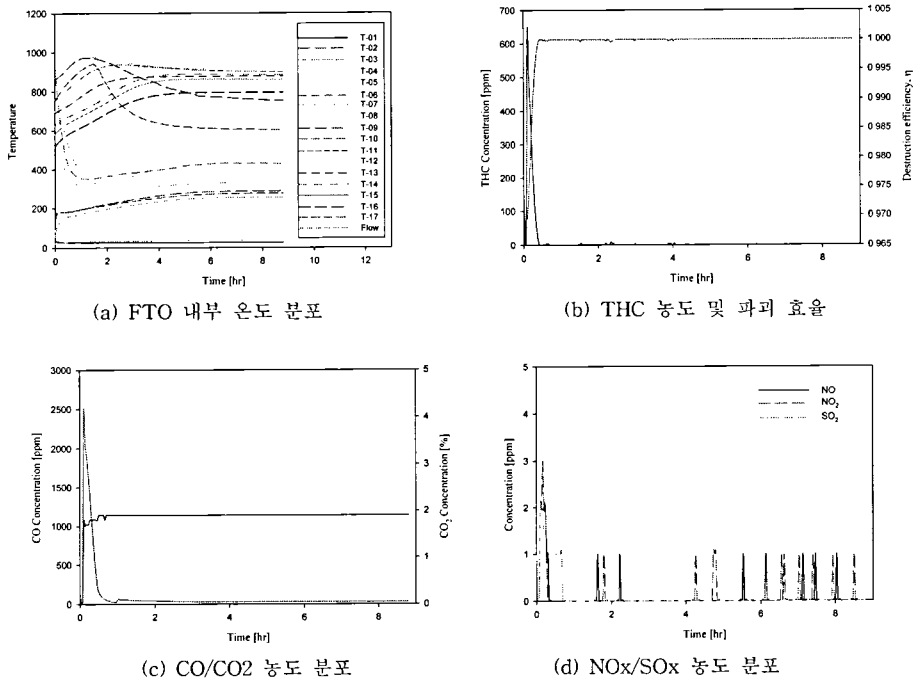 1200
1000
800
600
400
200
0
Temperature
0 2 4 6 8 10 12
Time [hr]
T-01
T-02
T-03
T-04
T-05
T-06
T-07
T-08
T-09
T-10
T-11
T-12
T-13
T-14
T-15
T-16
T-17
Flow
(a) FTO 내부 온도 분포
700
600
500
400
300
200
100
0
THC Concentration [ppm]
1 005
1 000
0 995
0 990
0 985
0 980
0 975
0 970
0 965
Destruction efficiency, η
0 2 4 6 8
Time [hr]
(b) THC 농도 및 파괴 효율
3000
2500
2000
1500
1000
500
0
CO Concentration [ppm]
5
4
3
2
1
0
CO₂ Concentration [%]
0 2 4 6 8
Time [hr]
(c) CO/CO2 농도 분포
5
4
3
2
1
0
Concentration [ppm]
NO
NO₂
SO₂
0 2 4 6 8
Time [hr]
(d) NOx/SOx 농도 분포